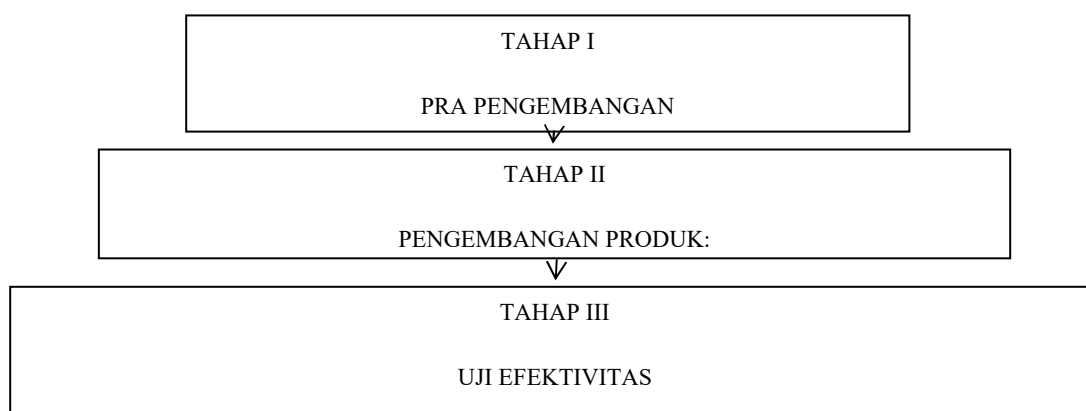 TAHAP I
PRA PENGEMBANGAN
TAHAP II
PENGEMBANGAN PRODUK:
TAHAP III
UJI EFEKTIVITAS